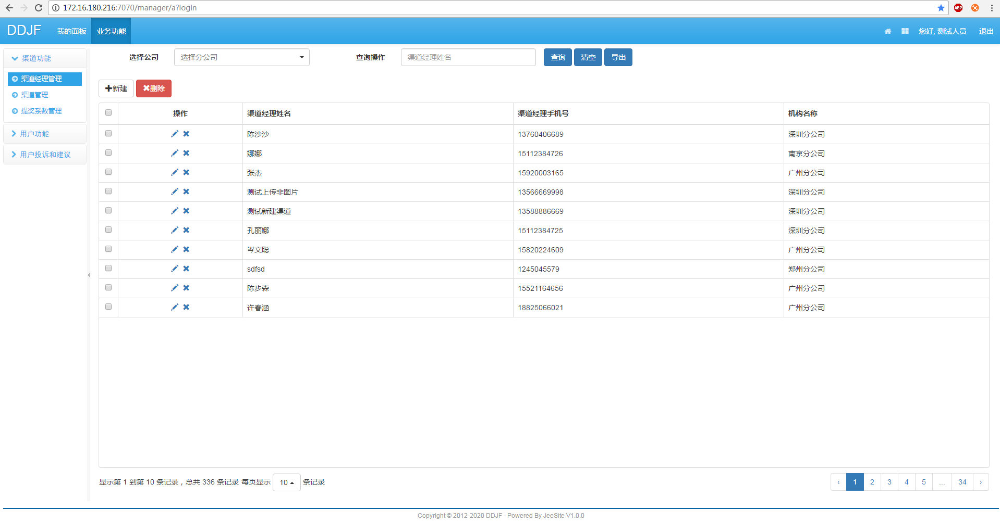 172.16.180.216:7070/manager/a?login
ABP
DDJF 我的面板 业务功能 您好, 测试人员 退出
渠道功能
渠道经理管理
渠道管理
提奖系数管理
用户功能
用户投诉和建议
选择公司 选择分公司 查询操作 渠道经理姓名 查询 清空 导出
新建 删除
操作 渠道经理姓名 渠道经理手机号 机构名称
陈沙沙 13760406689 深圳分公司
娜娜 15112384726 南京分公司
张杰 15920003165 广州分公司
测试上传非图片 13566669998 深圳分公司
测试新建渠道 13588886669 深圳分公司
孔丽娜 15112384725 深圳分公司
岑文聪 15820224609 广州分公司
sdfsd 1245045579 郑州分公司
陈步森 15521164656 广州分公司
许春涵 18825066021 广州分公司
显示第 1 到第 10 条记录，总共 336 条记录 每页显示 10 条记录
‹ 1 2 3 4 5 ... 34 ›
Copyright © 2012-2020 DDJF - Powered By JeeSite V1.0.0